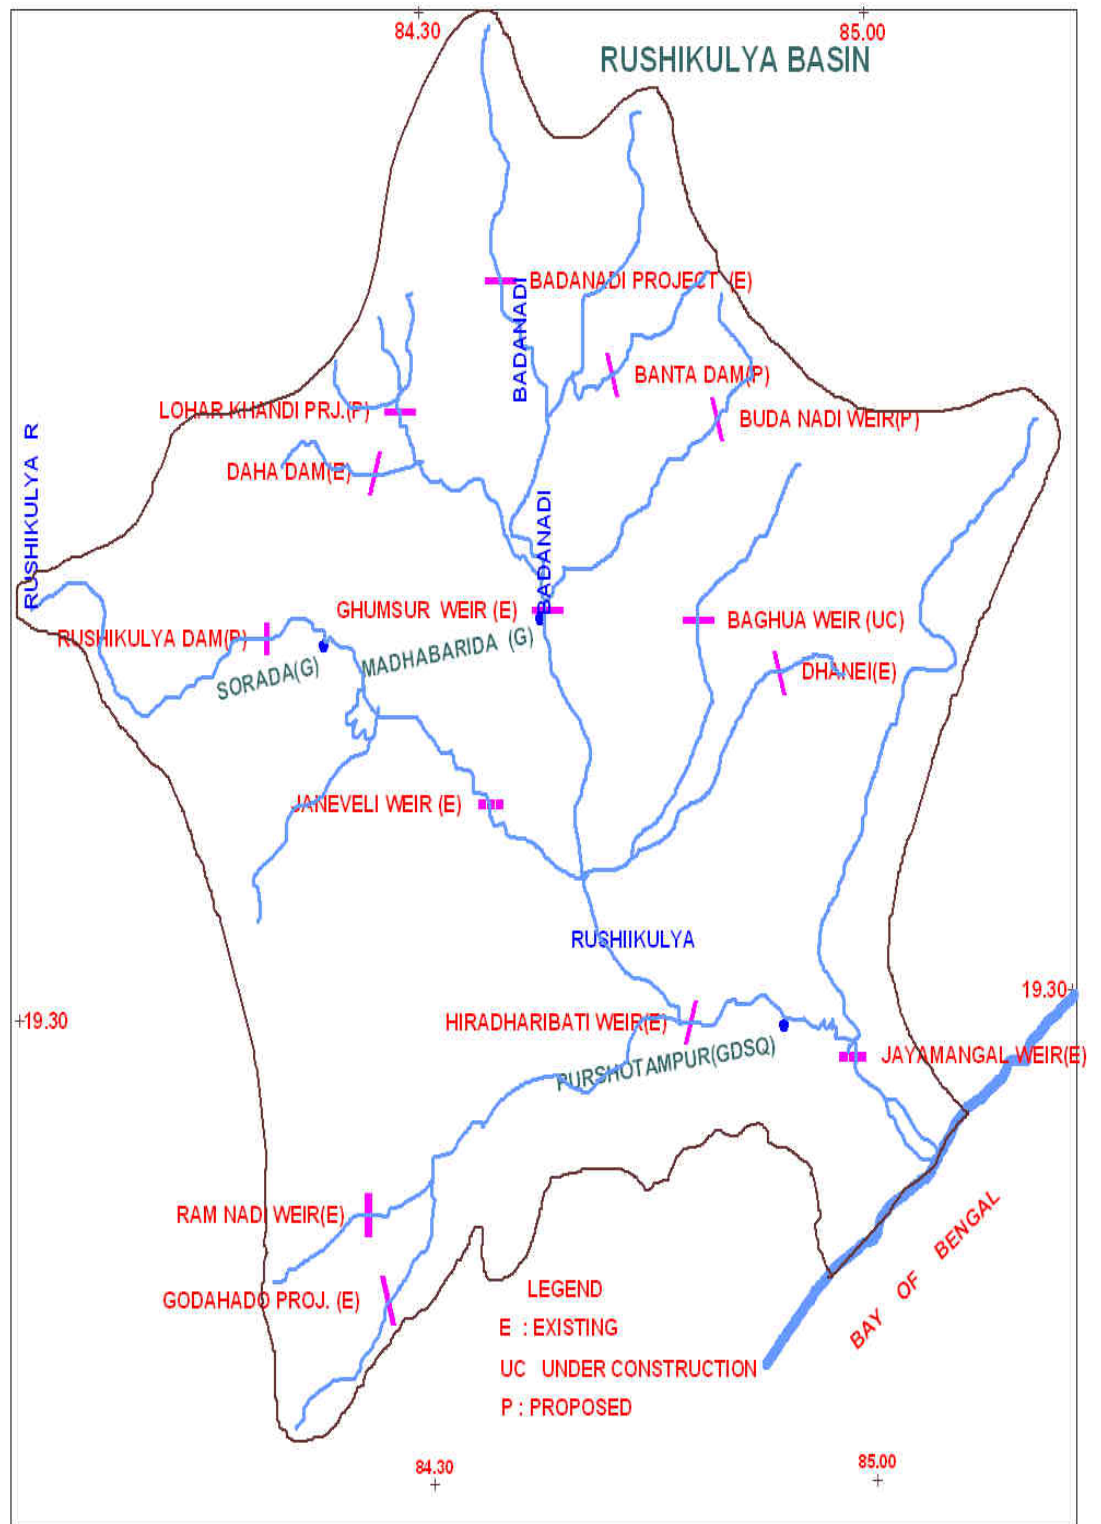 84.30
85.00
RUSHIKULYA BASIN
BADANADI PROJECT (E)
BADANADI
BANTA DAM(P)
LOHAR KHANDI PRJ.(P)
BUDA NADI WEIR(P)
DAHA DAM(E)
RUSHIKULYA R
BADANADI
GHUMSUR WEIR (E)
BAGHUA WEIR (UC)
RUSHIKULYA DAM(P)
MADHABARIDA (G)
SORADA(G)
DHANEI(E)
JANEVELI WEIR (E)
RUSHIIKULYA
19.30
19.30
HIRADHARIBATI WEIR(E)
JAYAMANGAL WEIR(E)
PURSHOTAMPUR(GDSQ)
RAM NADI WEIR(E)
BAY OF BENGAL
GODAHADO PROJ. (E)
LEGEND
E : EXISTING
UC UNDER CONSTRUCTION
P : PROPOSED
84.30
85.00